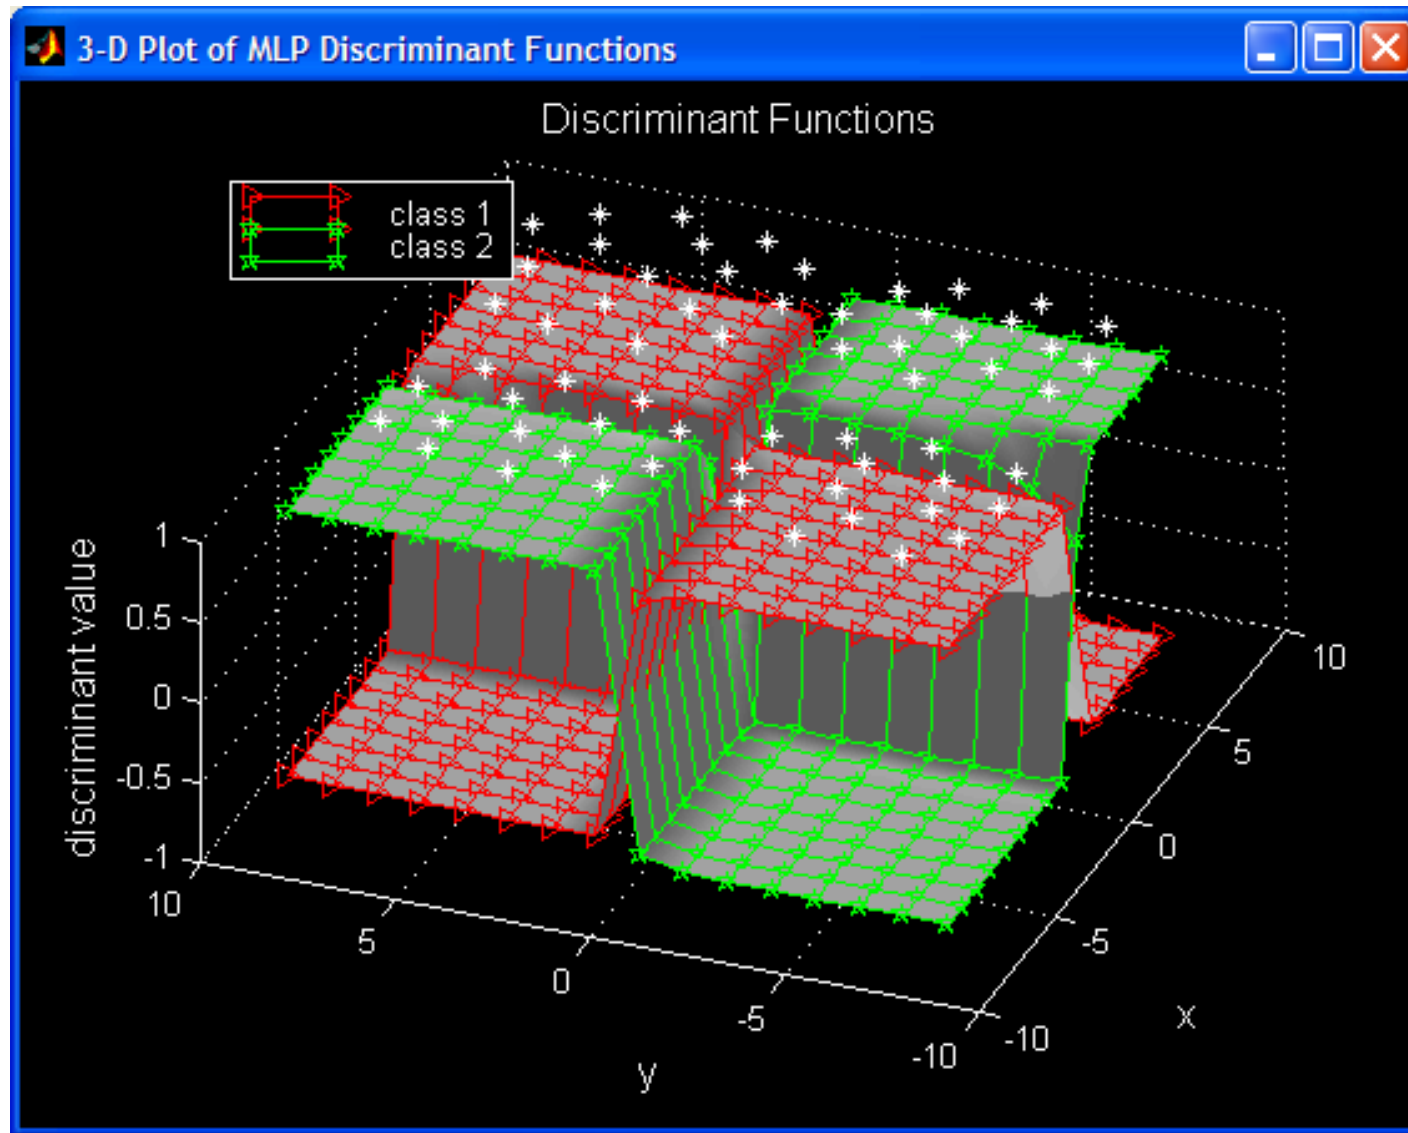 3-D Plot of MLP Discriminant Functions
Discriminant Functions
class 1
class 2
discriminant value
1
0.5
0
-0.5
-1
10
5
0
-5
-10
y
-10
-5
0
5
10
x